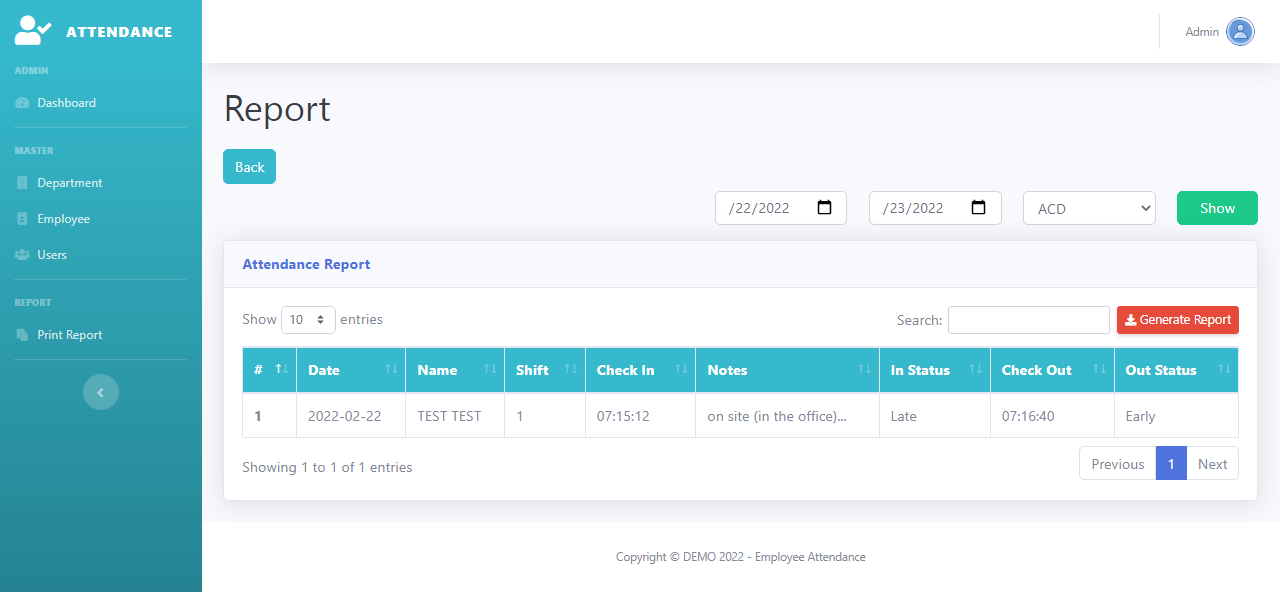 ATTENDANCE
Admin
ADMIN
Dashboard
MASTER
Department
Employee
Users
REPORT
Print Report
Report
Back
/22/2022 /23/2022 ACD Show
Attendance Report
Show 10 entries Search: Generate Report
# Date Name Shift Check In Notes In Status Check Out Out Status
1 2022-02-22 TEST TEST 1 07:15:12 on site (in the office)... Late 07:16:40 Early
Showing 1 to 1 of 1 entries Previous 1 Next
Copyright © DEMO 2022 - Employee Attendance